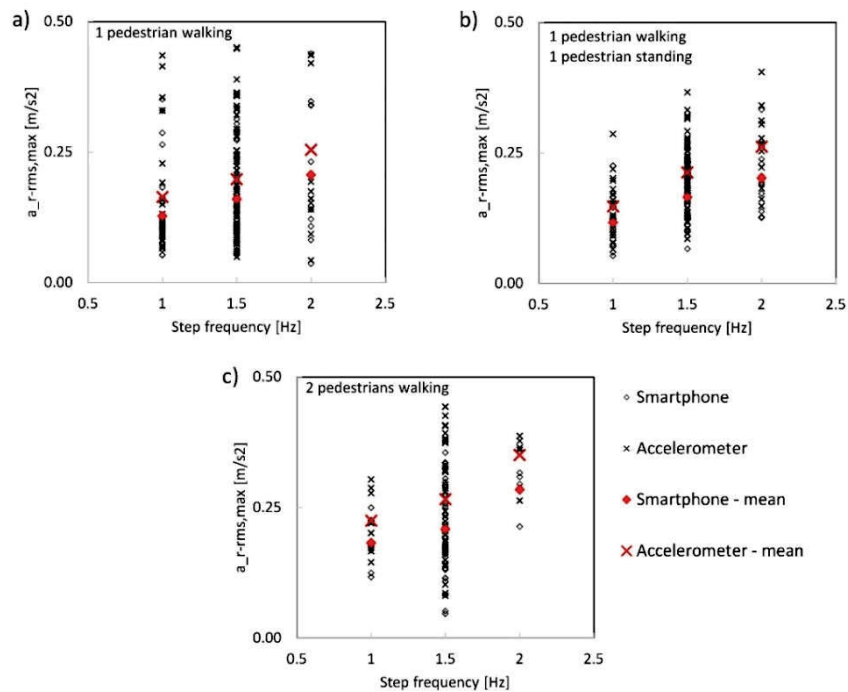 a)
1 pedestrian walking
0.50
0.25
0.00
a_r-rms,max [m/s2]
0.5 1 1.5 2 2.5
Step frequency [Hz]
b)
1 pedestrian walking
1 pedestrian standing
0.50
0.25
0.00
a_r-rms,max [m/s2]
0.5 1 1.5 2 2.5
Step frequency [Hz]
c)
2 pedestrians walking
0.50
0.25
0.00
a_r-rms,max [m/s2]
0.5 1 1.5 2 2.5
Step frequency [Hz]
Smartphone
Accelerometer
Smartphone - mean
Accelerometer - mean